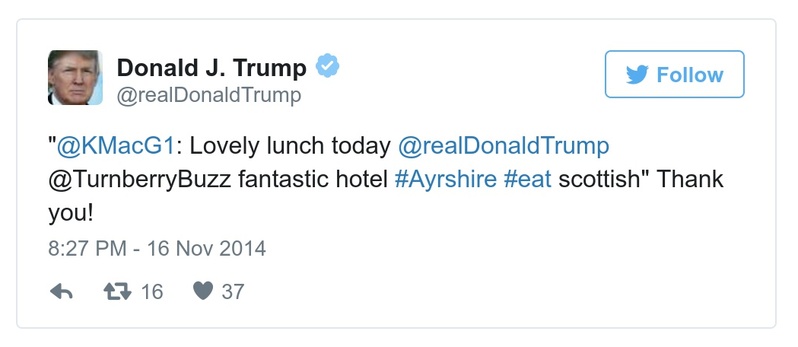 Donald J. Trump
@realDonaldTrump
Follow
"@KMacG1: Lovely lunch today @realDonaldTrump
@TurnberryBuzz fantastic hotel #Ayrshire #eat scottish" Thank
you!
8:27 PM - 16 Nov 2014
16 37